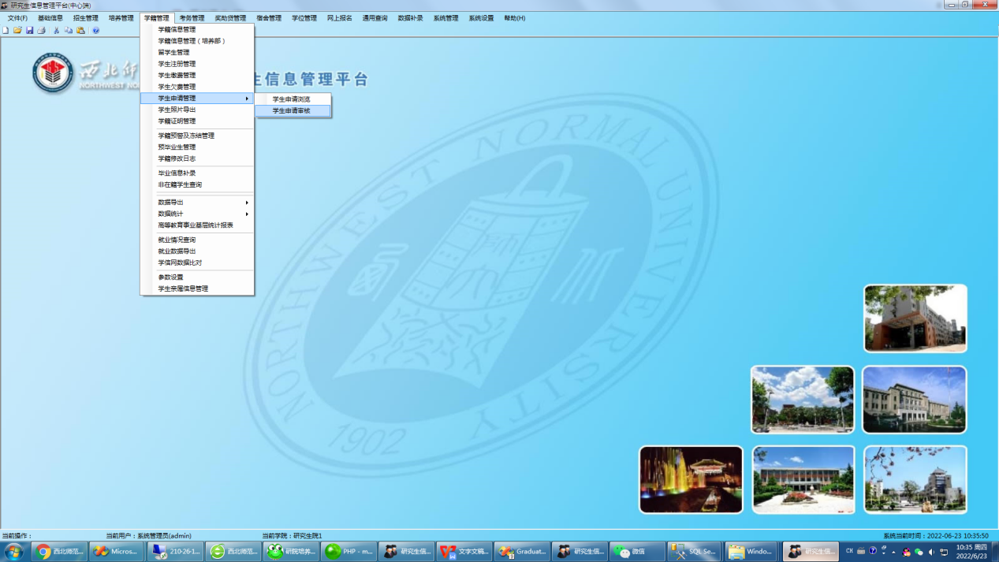 研究生信息管理平台(中心端)
文件(F) 基础信息 招生管理 培养管理 学籍管理 考务管理 奖助贷管理 宿舍管理 学位管理 网上报名 通用查询 数据补录 系统管理 系统设置 帮助(H)
学籍信息管理
学籍信息管理（培养部）
留学生管理
学生注册管理
学生缴费管理
学生欠费管理
学生申请管理
学生照片导出
学籍证明管理
学籍预警及冻结管理
预毕业生管理
学籍修改日志
毕业信息补录
非在籍学生查询
数据导出
数据统计
高等教育事业基层统计报表
就业情况查询
就业数据导出
学信网数据比对
参数设置
学生亲属信息管理
学生申请浏览
学生申请审核
西北师
NORTHWEST NO
生信息管理平台
NORTHWEST NORMAL UNIVERSITY
1902
当前操作： 当前用户：系统管理员(admin) 当前学院：研究生院1 系统当前时间：2022-06-23 10:35:50
西北师范... Micros... 210-26-1... 西北师范... 研院培养... PHP - m... 研究生信... 文字文稿... Graduat... 研究生信... 微信 SQL Se... Windo... 研究生信... CH 10:35 周四
2022/6/23